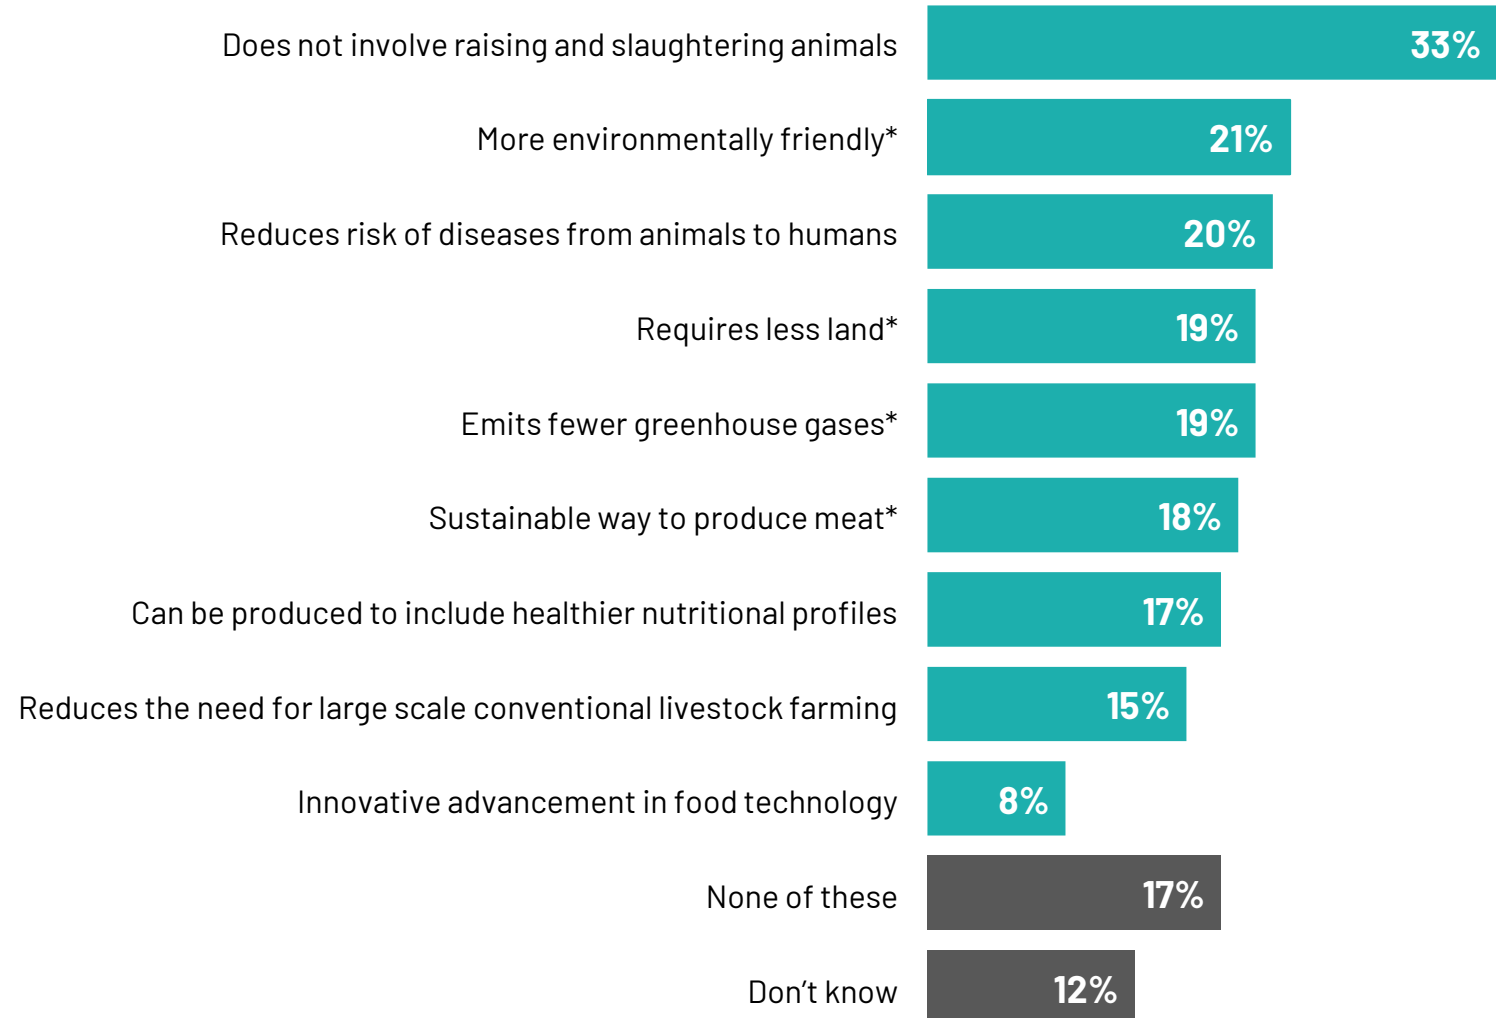 Does not involve raising and slaughtering animals 33%
More environmentally friendly* 21%
Reduces risk of diseases from animals to humans 20%
Requires less land* 19%
Emits fewer greenhouse gases* 19%
Sustainable way to produce meat* 18%
Can be produced to include healthier nutritional profiles 17%
Reduces the need for large scale conventional livestock farming 15%
Innovative advancement in food technology 8%
None of these 17%
Don’t know 12%